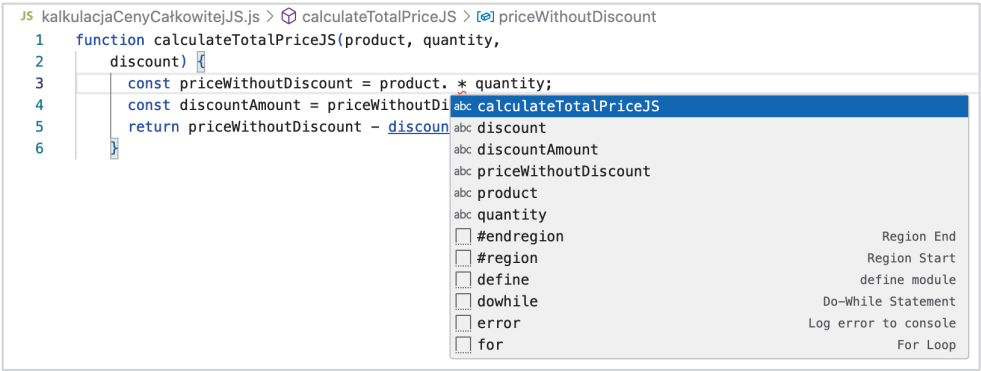 JS kalkulacjaCenyCałkowitejJS.js > calculateTotalPriceJS > priceWithoutDiscount
1 function calculateTotalPriceJS(product, quantity,
2 discount) {
3 const priceWithoutDiscount = product. * quantity;
4 const discountAmount = priceWithoutDi
5 return priceWithoutDiscount - discoun
6 }
abc calculateTotalPriceJS
abc discount
abc discountAmount
abc priceWithoutDiscount
abc product
abc quantity
#endregion Region End
#region Region Start
define define module
dowhile Do-While Statement
error Log error to console
for For Loop